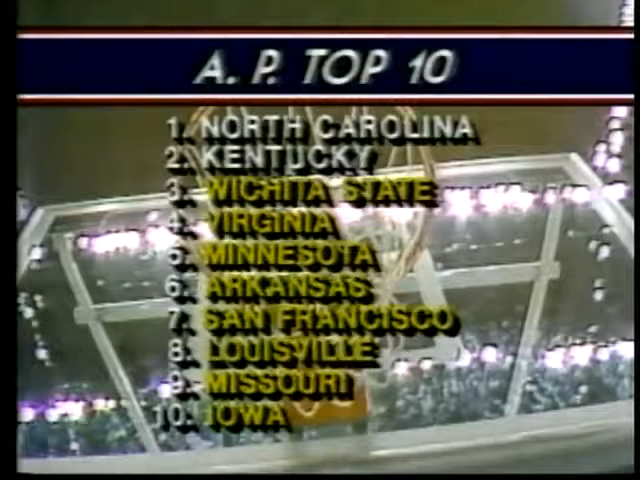 A. P. TOP 10
1. NORTH CAROLINA
2. KENTUCKY
3. WICHITA STATE
4. VIRGINIA
5. MINNESOTA
6. ARKANSAS
7. SAN FRANCISCO
8. LOUISVILLE
9. MISSOURI
10. IOWA